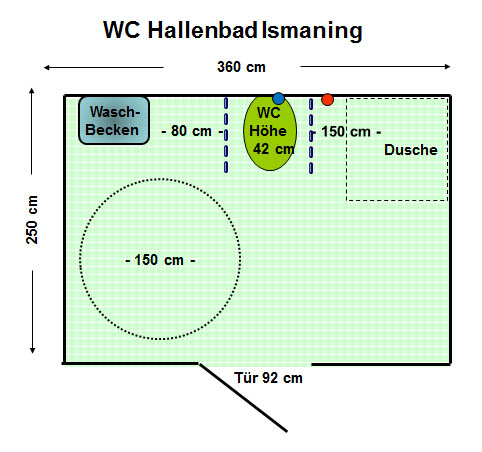 WC Hallenbad Ismaning
360 cm
Wasch-
Becken
- 80 cm -
WC
Höhe
42 cm
- 150 cm -
Dusche
250 cm
- 150 cm -
Tür 92 cm